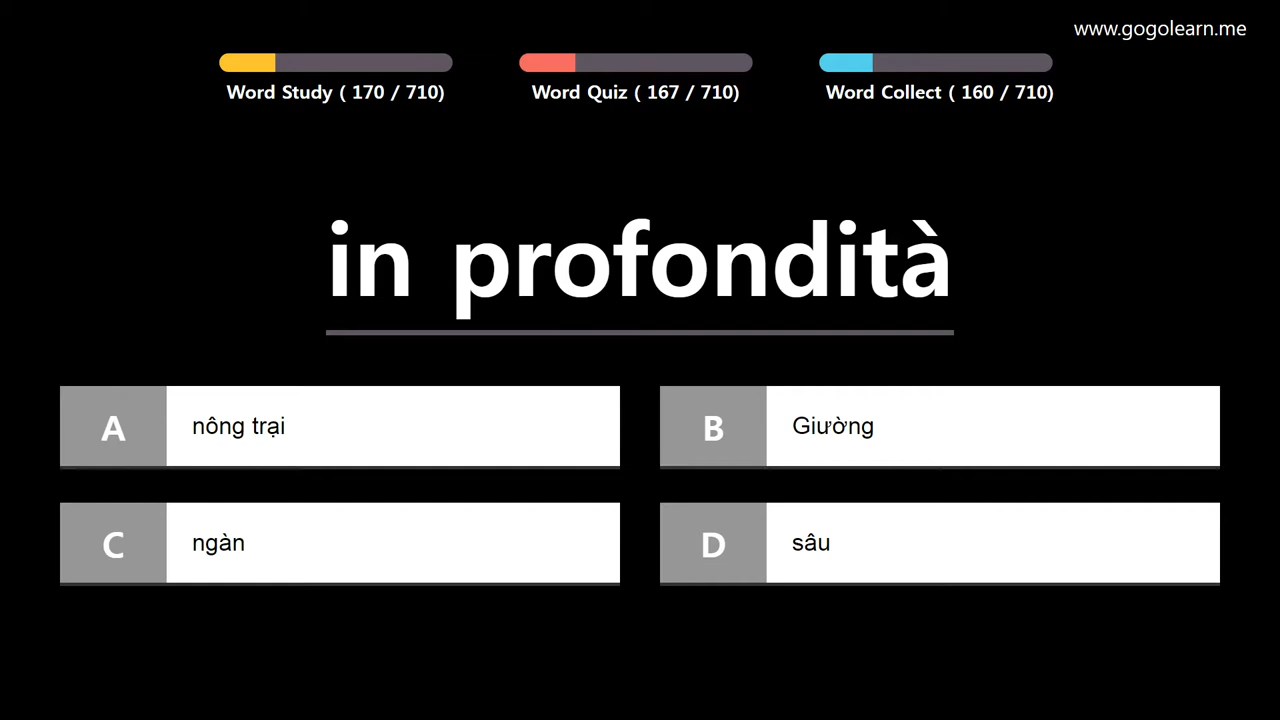 www.gogolearn.me
Word Study ( 170 / 710)
Word Quiz ( 167 / 710)
Word Collect ( 160 / 710)
in profondità
A
nông trại
B
Giường
C
ngàn
D
sâu